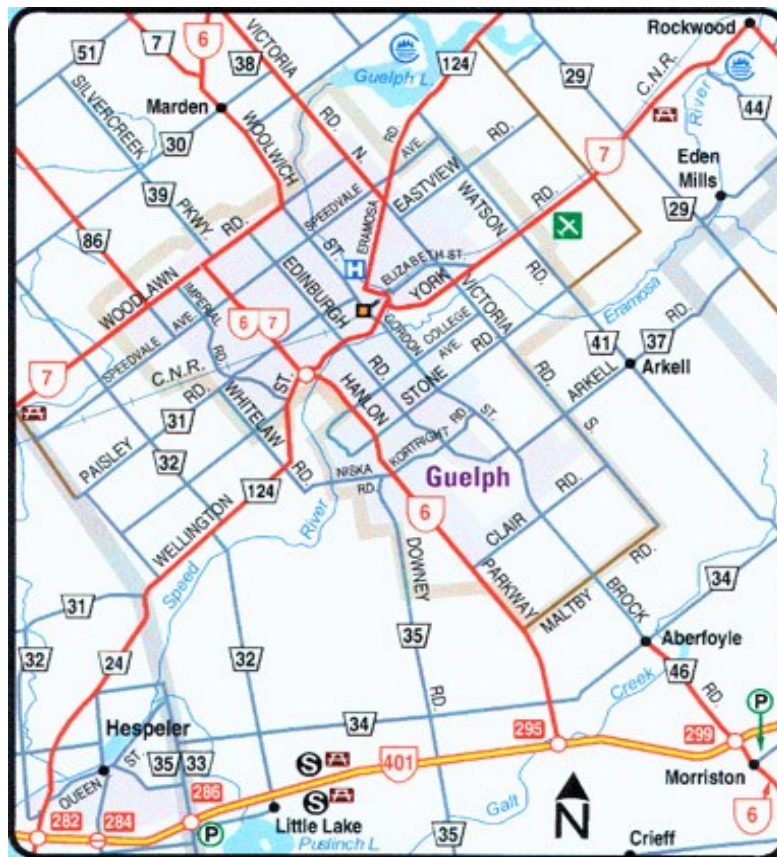 Rockwood
51
7
6
38
VICTORIA
Guelph L.
124
29
C.N.R.
SILVERCREEK
Marden
30
WOOLWICH
RD.
N.
AVE.
RD.
River
44
7
Eden
Mills
39
PKWY.
RD.
SPEEDVALE
EASTVIEW
WATSON
RD.
29
86
ST.
ERAMOSA
RD.
H
ELIZABETH ST.
WOODLAWN
EDINBURGH
YORK
VICTORIA
Eramosa
RD.
IMPERIAL
RD.
6
7
GORDON
COLLEGE
AVE.
SPEEDVALE
AVE.
C.N.R.
RD.
41
37
7
ST.
HANLON
STONE
RD.
RD.
ARKELL
Arkell
31
WHITELAW
PAISLEY
32
RD.
NISKA
RD.
KORTRIGHT
RD.
ST.
S
Guelph
124
6
RD.
WELLINGTON
River
CLAIR
DOWNEY
PARKWAY
RD.
Speed
MALTBY
BROCK
34
31
35
Aberfoyle
32
24
32
46
RD.
Creek
P
Hespeler
34
RD.
295
299
ST.
35
33
401
S
QUEEN
286
Morriston
Galt
282
284
P
S
N
6
Little Lake
Puslinch L.
35
Crieff